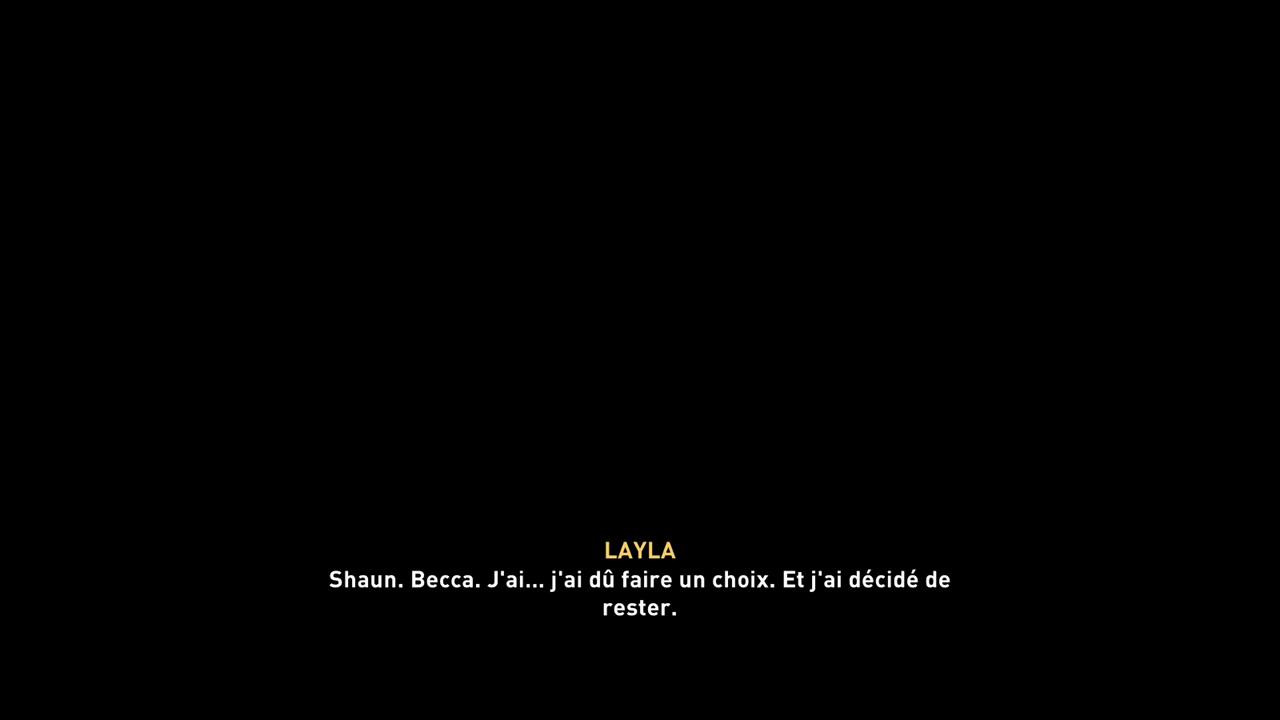 LAYLA
Shaun. Becca. J'ai... j'ai dû faire un choix. Et j'ai décidé de
rester.